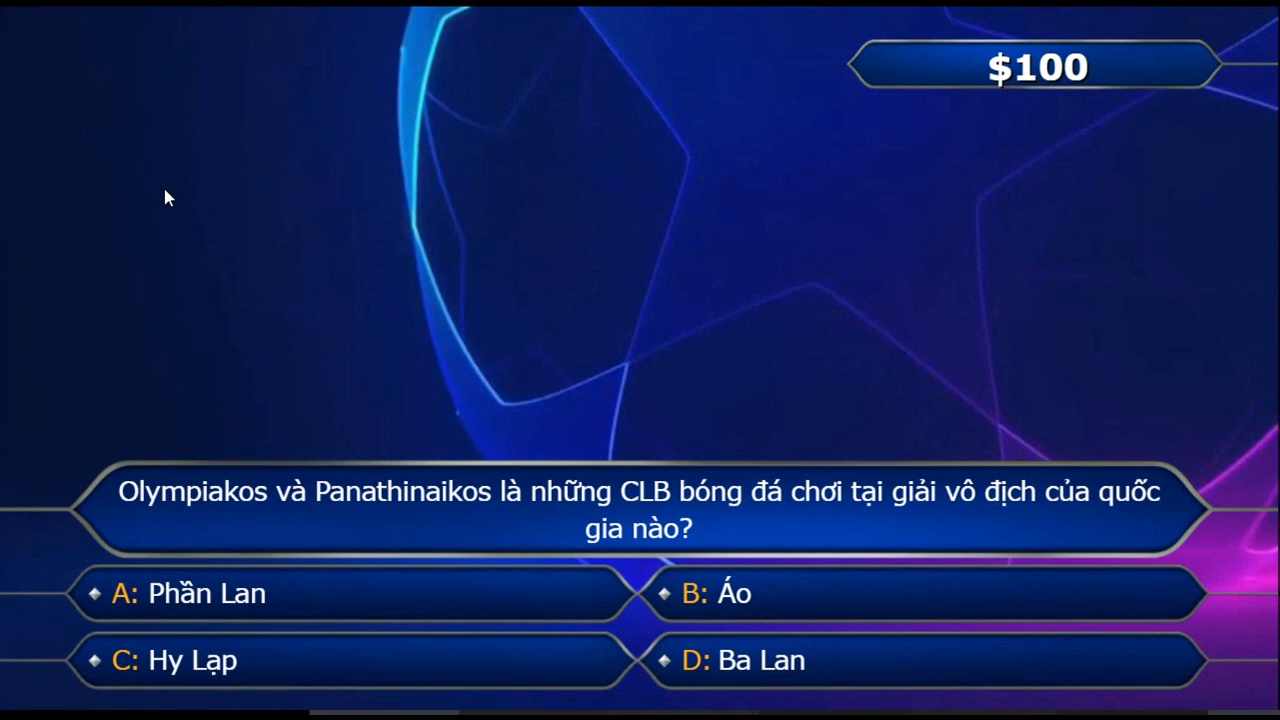 $100
Olympiakos và Panathinaikos là những CLB bóng đá chơi tại giải vô địch của quốc
gia nào?
A: Phần Lan
B: Áo
C: Hy Lạp
D: Ba Lan